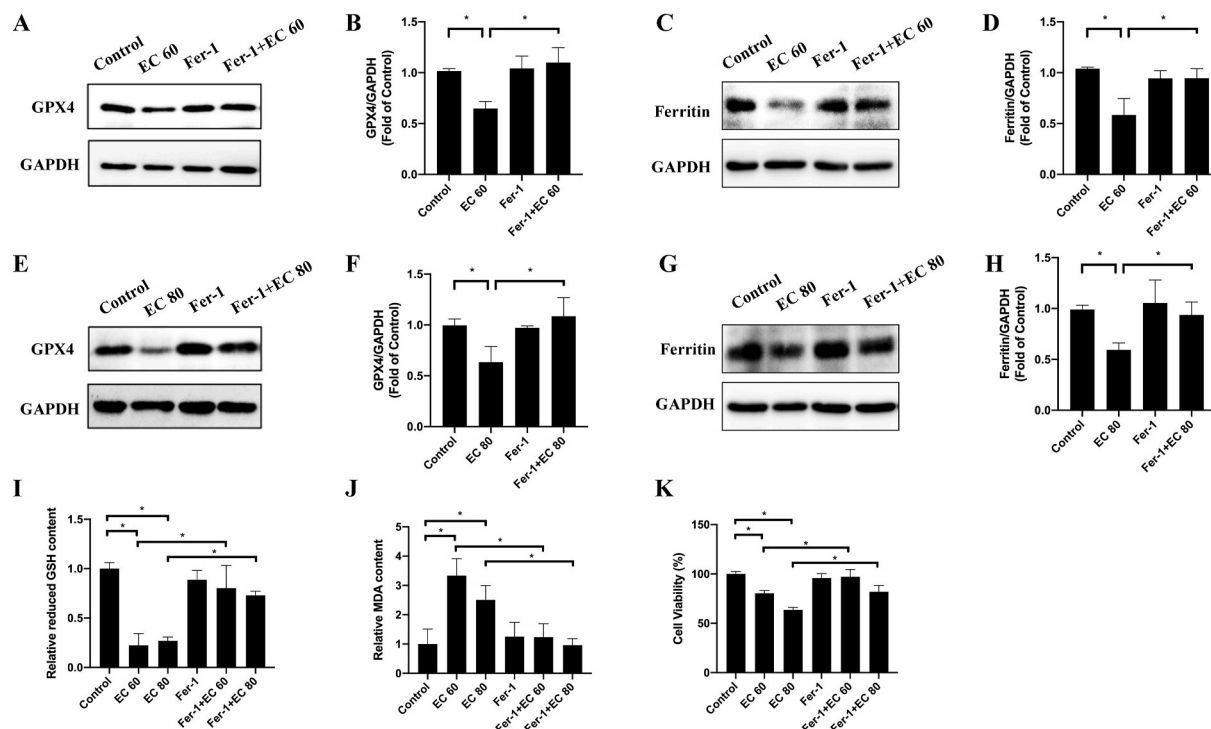 A
Control
EC 60
Fer-1
Fer-1+EC 60
GPX4
GAPDH
B
*
*
GPX4/GAPDH
(Fold of Control)
1.5
1.0
0.5
0.0
Control
EC 60
Fer-1
Fer-1+EC 60
C
Control
EC 60
Fer-1
Fer-1+EC 60
Ferritin
GAPDH
D
*
*
Ferritin/GAPDH
(Fold of Control)
1.5
1.0
0.5
0.0
Control
EC 60
Fer-1
Fer-1+EC 60
E
Control
EC 80
Fer-1
Fer-1+EC 80
GPX4
GAPDH
F
*
*
GPX4/GAPDH
(Fold of Control)
1.5
1.0
0.5
0.0
Control
EC 80
Fer-1
Fer-1+EC 80
G
Control
EC 80
Fer-1
Fer-1+EC 80
Ferritin
GAPDH
H
*
*
Ferritin/GAPDH
(Fold of Control)
1.5
1.0
0.5
0.0
Control
EC 80
Fer-1
Fer-1+EC 80
I
*
*
*
*
Relative reduced GSH content
1.5
1.0
0.5
0.0
Control
EC 60
EC 80
Fer-1
Fer-1+EC 60
Fer-1+EC 80
J
*
*
*
*
Relative MDA content
5
4
3
2
1
0
Control
EC 60
EC 80
Fer-1
Fer-1+EC 60
Fer-1+EC 80
K
*
*
*
*
Cell Viability (%)
150
100
75
50
25
0
Control
EC 60
EC 80
Fer-1
Fer-1+EC 60
Fer-1+EC 80